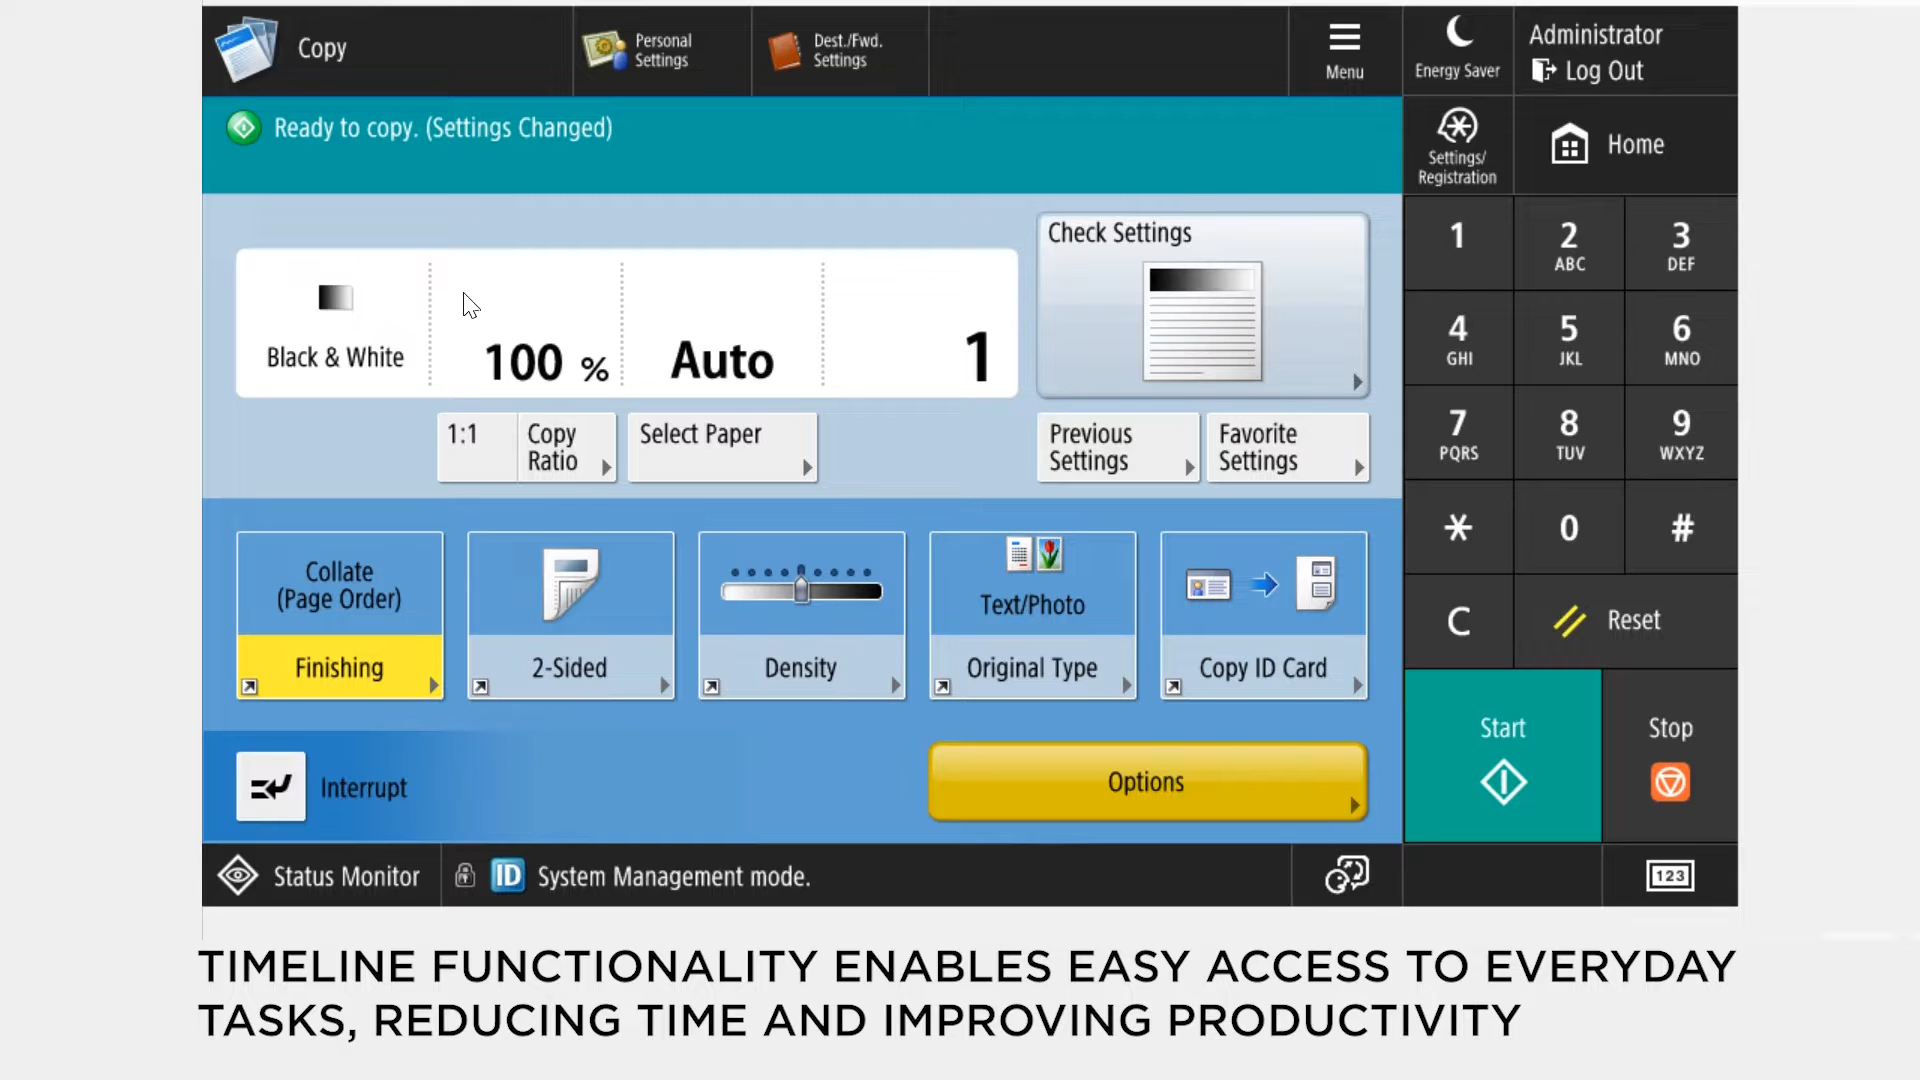 Copy
Personal
Settings
Dest./Fwd.
Settings
Menu
Energy Saver
Administrator
Log Out
Ready to copy. (Settings Changed)
Settings/
Registration
Home
Black & White
100 %
Auto
1
Check Settings
1:1
Copy
Ratio
Select Paper
Previous
Settings
Favorite
Settings
1
2
ABC
3
DEF
4
GHI
5
JKL
6
MNO
7
PQRS
8
TUV
9
WXYZ
*
0
#
C
Reset
Collate
(Page Order)
Finishing
2-Sided
Density
Text/Photo
Original Type
Copy ID Card
Interrupt
Options
Start
Stop
Status Monitor
ID
System Management mode.
123
TIMELINE FUNCTIONALITY ENABLES EASY ACCESS TO EVERYDAY
TASKS, REDUCING TIME AND IMPROVING PRODUCTIVITY